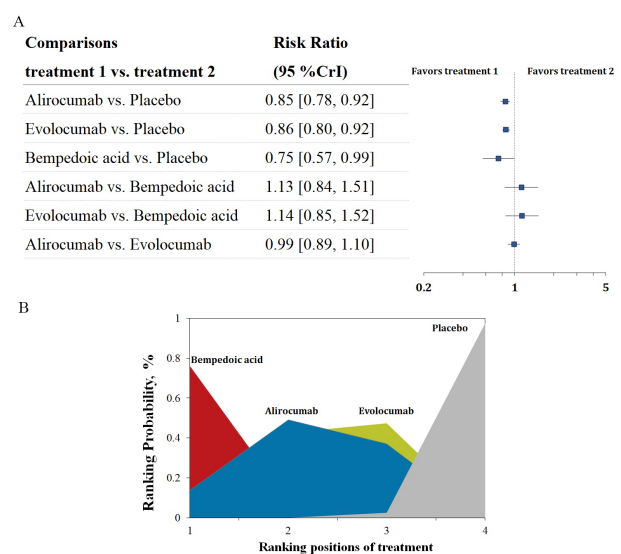 A
Comparisons Risk Ratio
treatment 1 vs. treatment 2 (95 %CrI) Favors treatment 1 Favors treatment 2
Alirocumab vs. Placebo 0.85 [0.78, 0.92]
Evolocumab vs. Placebo 0.86 [0.80, 0.92]
Bempedoic acid vs. Placebo 0.75 [0.57, 0.99]
Alirocumab vs. Bempedoic acid 1.13 [0.84, 1.51]
Evolocumab vs. Bempedoic acid 1.14 [0.85, 1.52]
Alirocumab vs. Evolocumab 0.99 [0.89, 1.10]
0.2 1 5
B
Ranking Probability, %
1
0.8
0.6
0.4
0.2
0
Placebo
Bempedoic acid
Alirocumab Evolocumab
1 2 3 4
Ranking positions of treatment